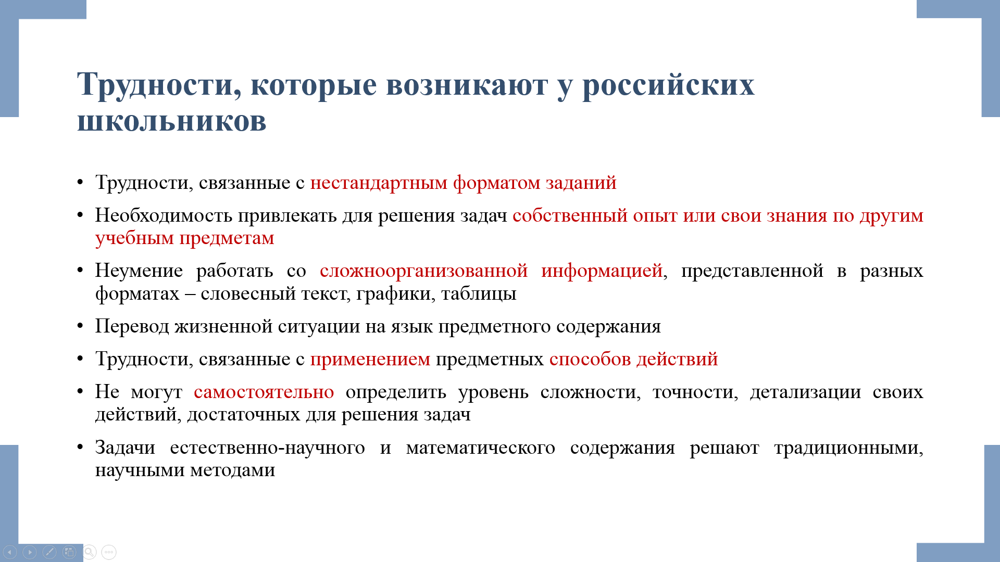 Трудности, которые возникают у российских
школьников
• Трудности, связанные с нестандартным форматом заданий
• Необходимость привлекать для решения задач собственный опыт или свои знания по другим
учебным предметам
• Неумение работать со сложноорганизованной информацией, представленной в разных
форматах – словесный текст, графики, таблицы
• Перевод жизненной ситуации на язык предметного содержания
• Трудности, связанные с применением предметных способов действий
• Не могут самостоятельно определить уровень сложности, точности, детализации своих
действий, достаточных для решения задач
• Задачи естественно-научного и математического содержания решают традиционными,
научными методами